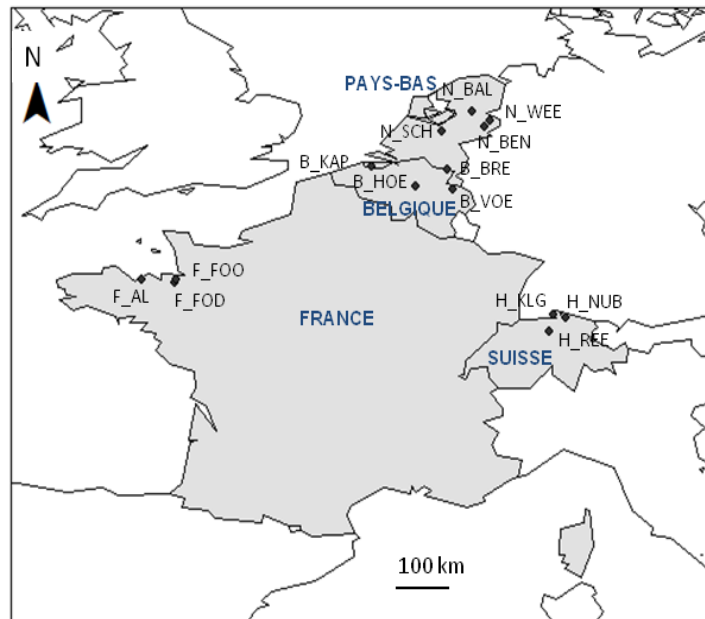 N
PAYS-BAS
N_BAL
N_WEE
N_SCH
N_BEN
B_KAP
B_BRE
B_HOE
B_VOE
BELGIQUE
F_FOO
F_AL
F_FOD
H_KLG
H_NUB
FRANCE
H_REE
SUISSE
100 km